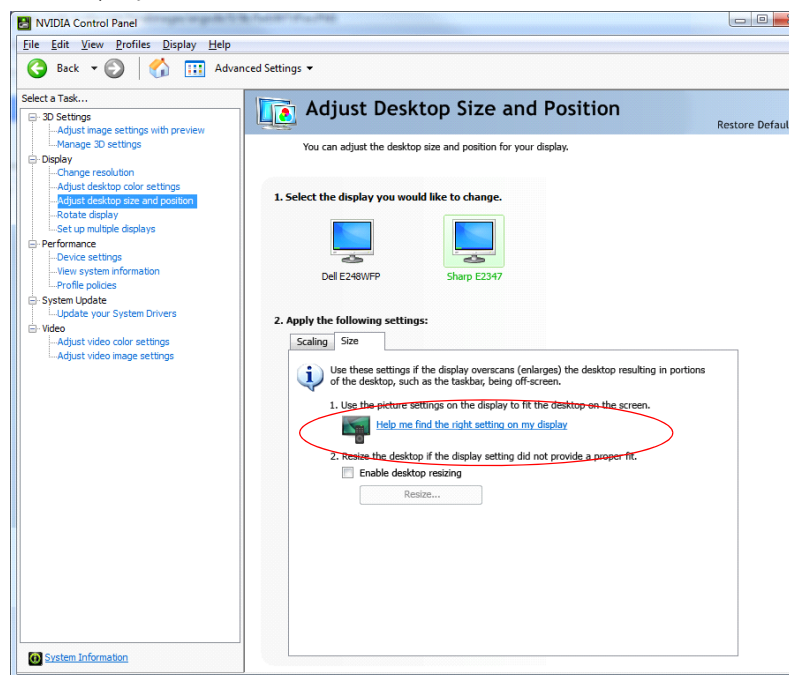 NVIDIA Control Panel
File Edit View Profiles Display Help
Back Advanced Settings
Select a Task...
3D Settings
Adjust image settings with preview
Manage 3D settings
Display
Change resolution
Adjust desktop color settings
Adjust desktop size and position
Rotate display
Set up multiple displays
Performance
Device settings
View system information
Profile policies
System Update
Update your System Drivers
Video
Adjust video color settings
Adjust video image settings
System Information
Adjust Desktop Size and Position
Restore Defaul
You can adjust the desktop size and position for your display.
1. Select the display you would like to change.
Dell E248WFP Sharp E2347
2. Apply the following settings:
Scaling Size
Use these settings if the display overscans (enlarges) the desktop resulting in portions
of the desktop, such as the taskbar, being off-screen.
1. Use the picture settings on the display to fit the desktop on the screen.
Help me find the right setting on my display
2. Resize the desktop if the display setting did not provide a proper fit.
Enable desktop resizing
Resize...